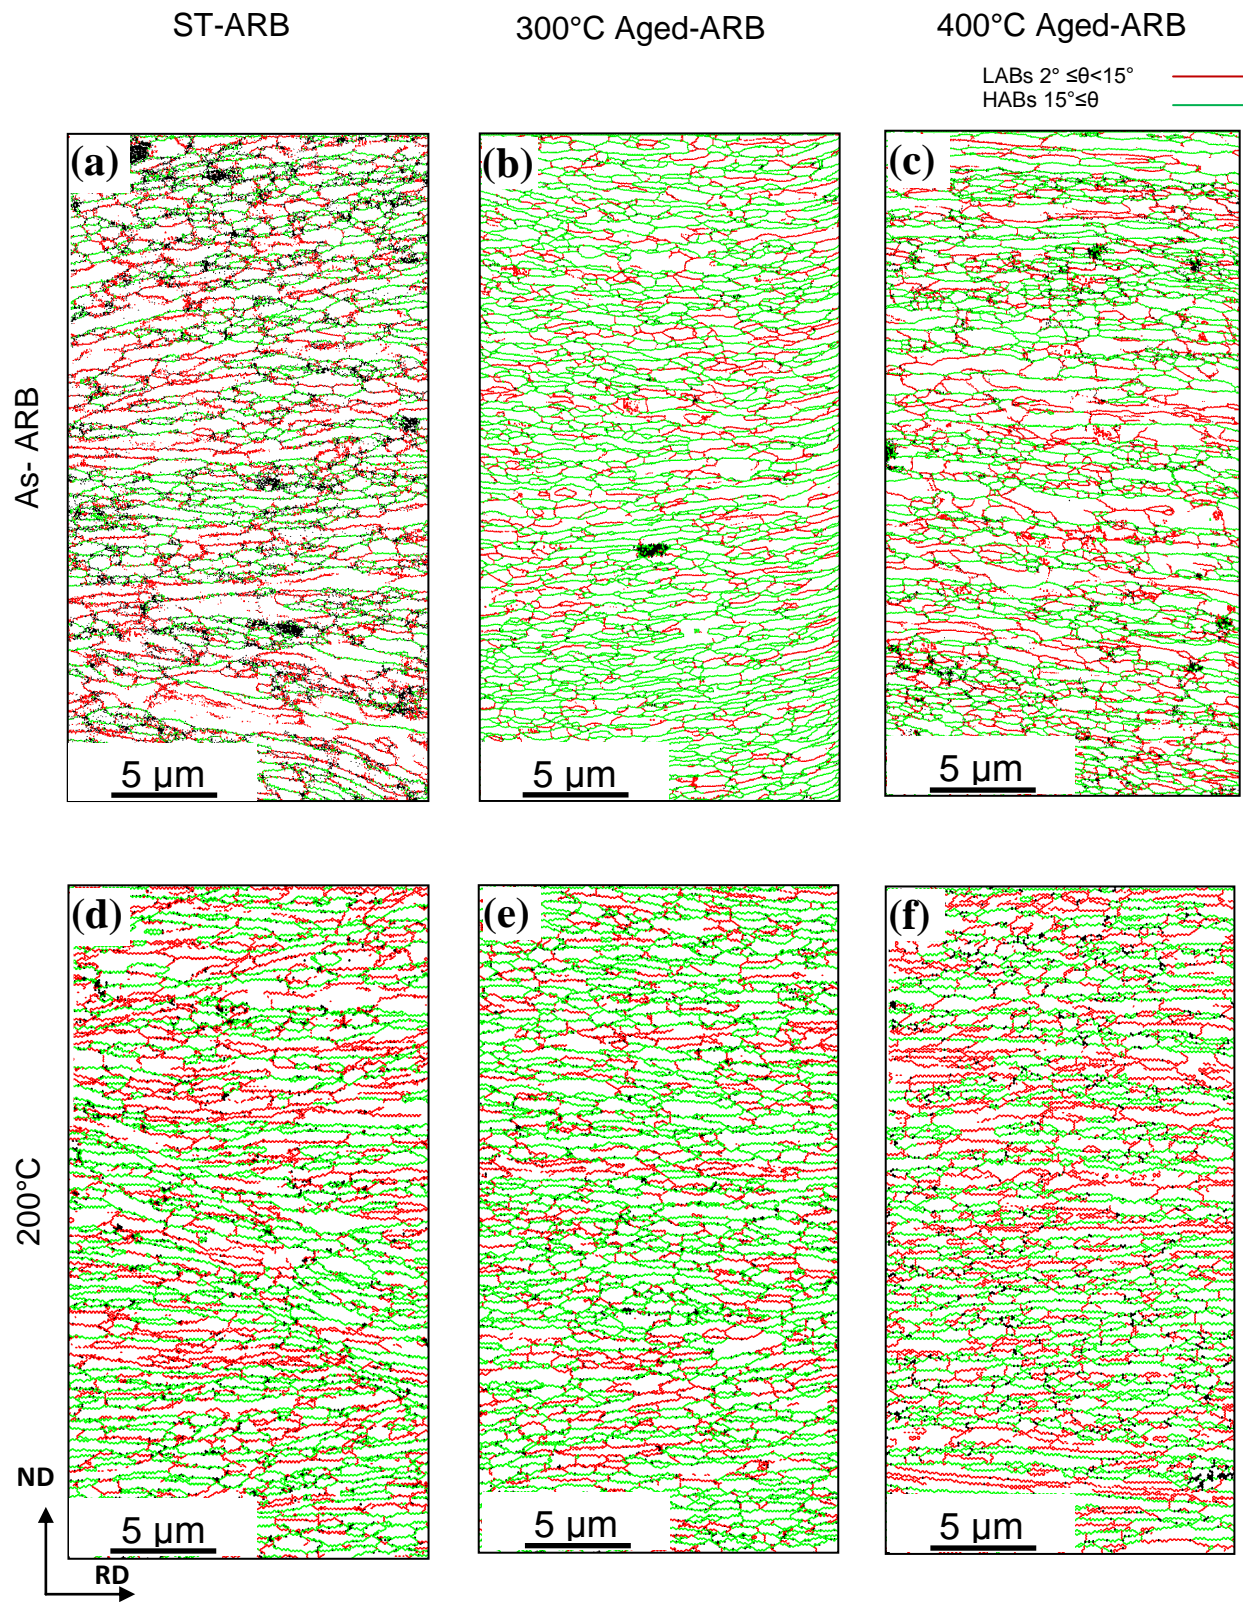 ST-ARB
300°C Aged-ARB
400°C Aged-ARB
LABs 2° ≤θ<15°
HABs 15°≤θ
As- ARB
(a)
(b)
(c)
5 µm
5 µm
5 µm
200°C
(d)
(e)
(f)
5 µm
5 µm
5 µm
ND
RD